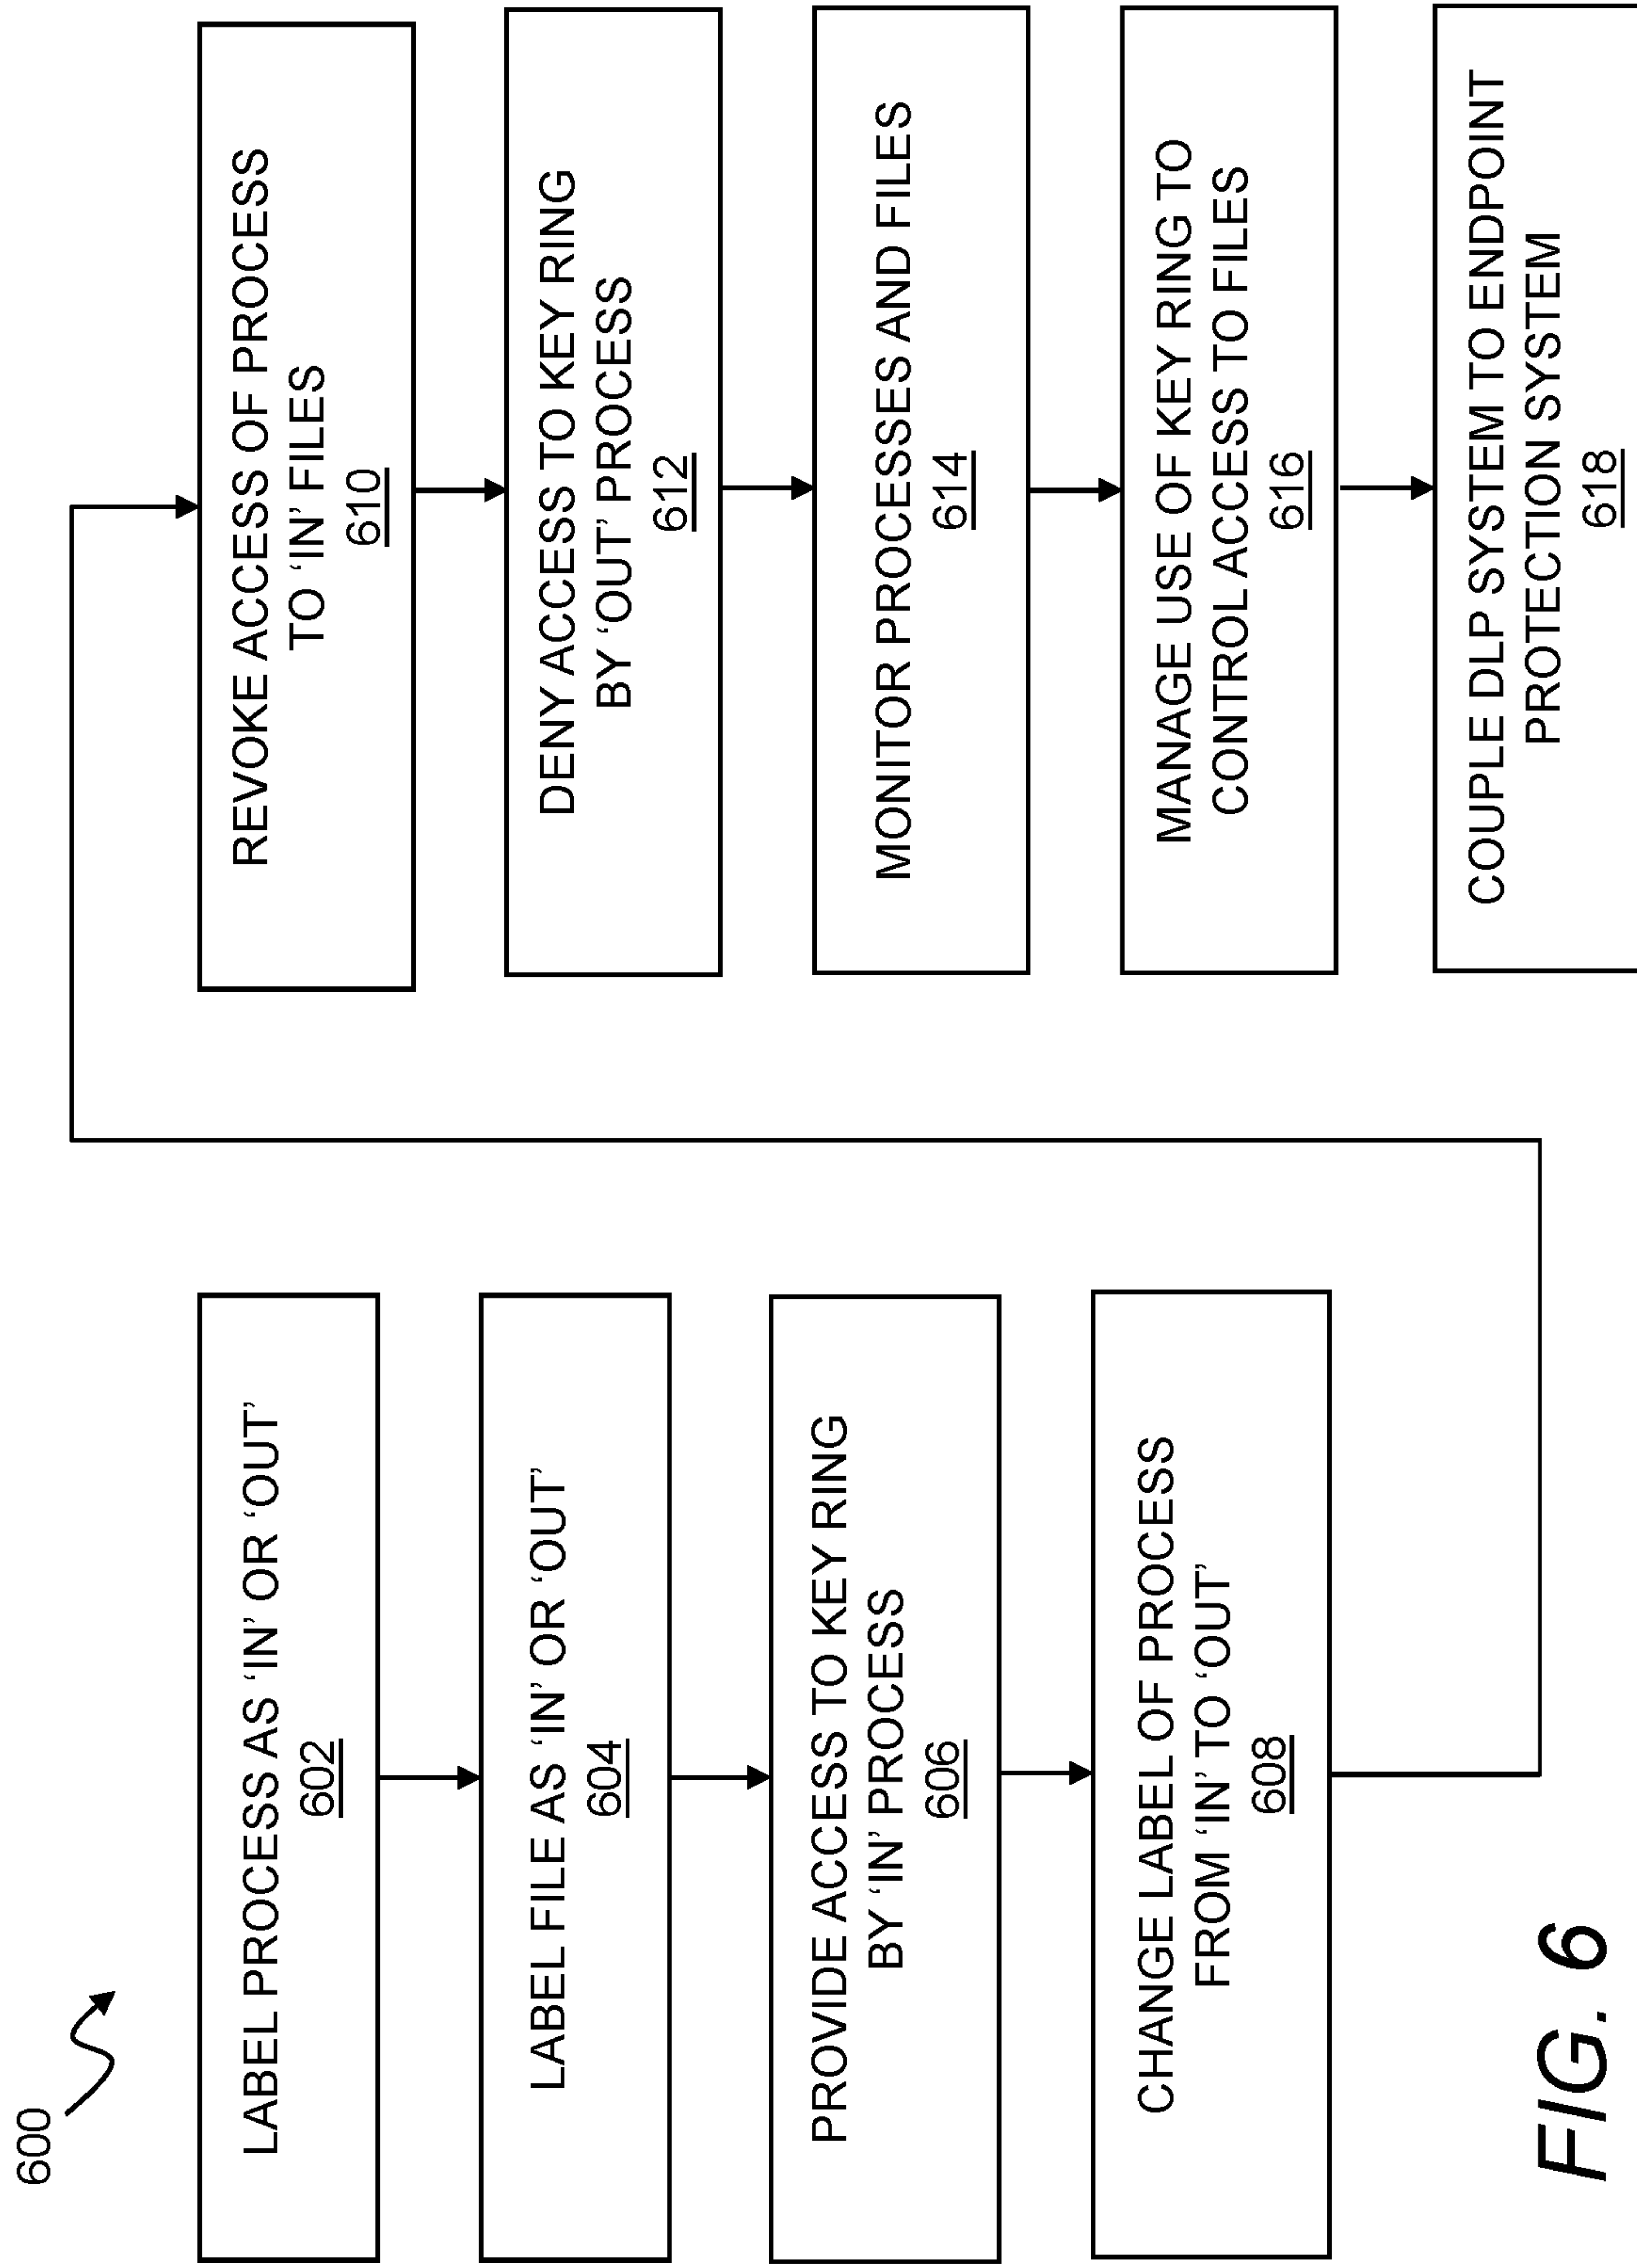 600
LABEL PROCESS AS ‘IN’ OR ‘OUT’
602
LABEL FILE AS ‘IN’ OR ‘OUT’
604
PROVIDE ACCESS TO KEY RING
BY ‘IN’ PROCESS
606
CHANGE LABEL OF PROCESS
FROM ‘IN’ TO ‘OUT’
608
REVOKE ACCESS OF PROCESS
TO ‘IN’ FILES
610
DENY ACCESS TO KEY RING
BY ‘OUT’ PROCESS
612
MONITOR PROCESSES AND FILES
614
MANAGE USE OF KEY RING TO
CONTROL ACCESS TO FILES
616
COUPLE DLP SYSTEM TO ENDPOINT
PROTECTION SYSTEM
618
FIG. 6